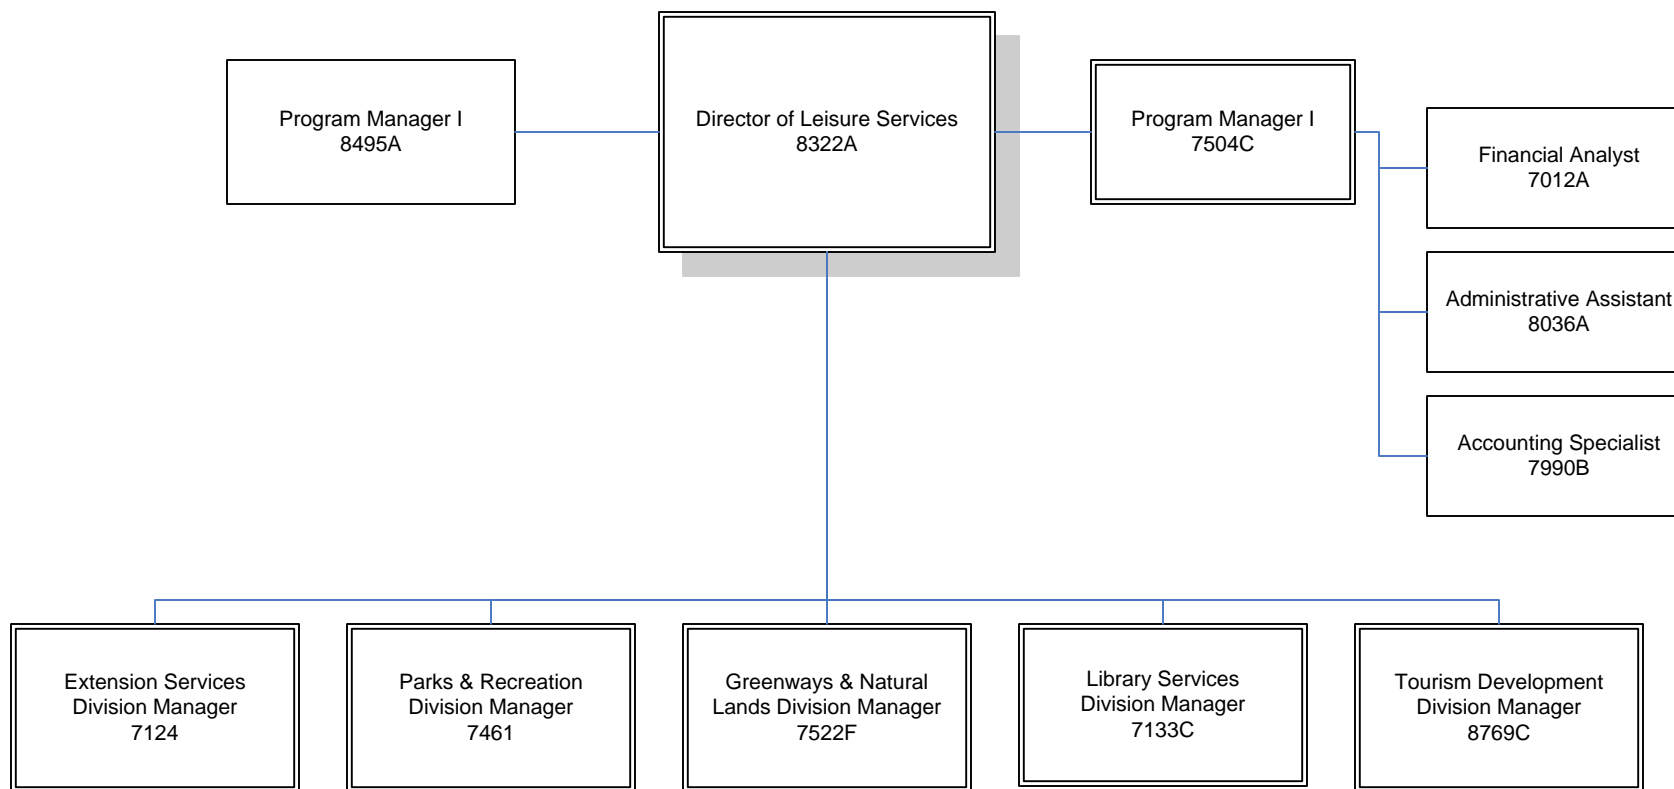 Program Manager I
8495A
Director of Leisure Services
8322A
Program Manager I
7504C
Financial Analyst
7012A
Administrative Assistant
8036A
Accounting Specialist
7990B
Extension Services
Division Manager
7124
Parks & Recreation
Division Manager
7461
Greenways & Natural
Lands Division Manager
7522F
Library Services
Division Manager
7133C
Tourism Development
Division Manager
8769C